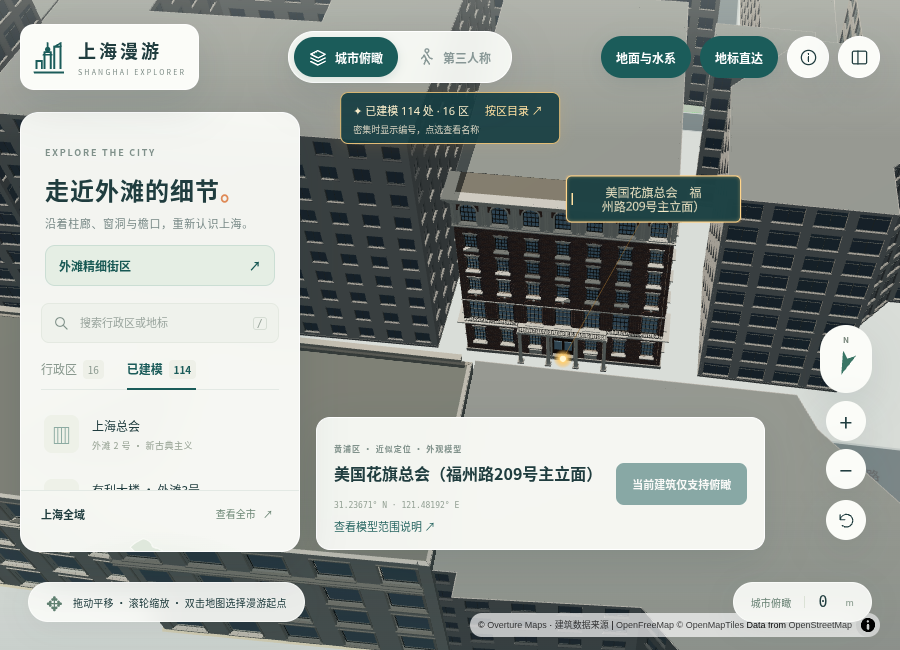 上海漫游
SHANGHAI EXPLORER
城市俯瞰
第三人称
地面与水系
地标直达
✦ 已建模 114 处 · 16 区 按区目录 ↗
密集时显示编号，点选查看名称
EXPLORE THE CITY
走近外滩的细节。
沿着柱廊、窗洞与檐口，重新认识上海。
外滩精细街区 ↗
搜索行政区或地标 /
行政区 16
已建模 114
上海总会
外滩 2 号 · 新古典主义
有利大楼 · 外滩3号
上海全域
查看全市 ↗
美国花旗总会 福
州路209号主立面）
N
+
−
黄浦区 · 近似定位 · 外观模型
美国花旗总会（福州路209号主立面）
31.23671° N · 121.48192° E
查看模型范围说明 ↗
当前建筑仅支持俯瞰
拖动平移 · 滚轮缩放 · 双击地图选择漫游起点
城市俯瞰 0 m
© Overture Maps · 建筑数据来源 | OpenFreeMap © OpenMapTiles Data from OpenStreetMap